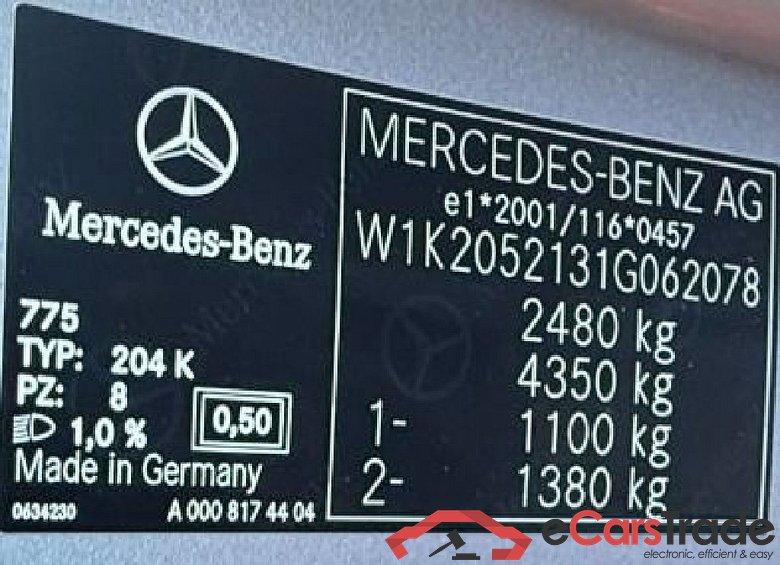 Mercedes-Benz
775
TYP: 204 K
PZ: 8
1,0 %
0,50
Made in Germany
0634230 A 000 817 44 04
MERCEDES-BENZ AG
e1*2001/116*0457
W1K2052131G062078
2480 kg
4350 kg
1- 1100 kg
2- 1380 kg
eCarsTrade
electronic, efficient & easy